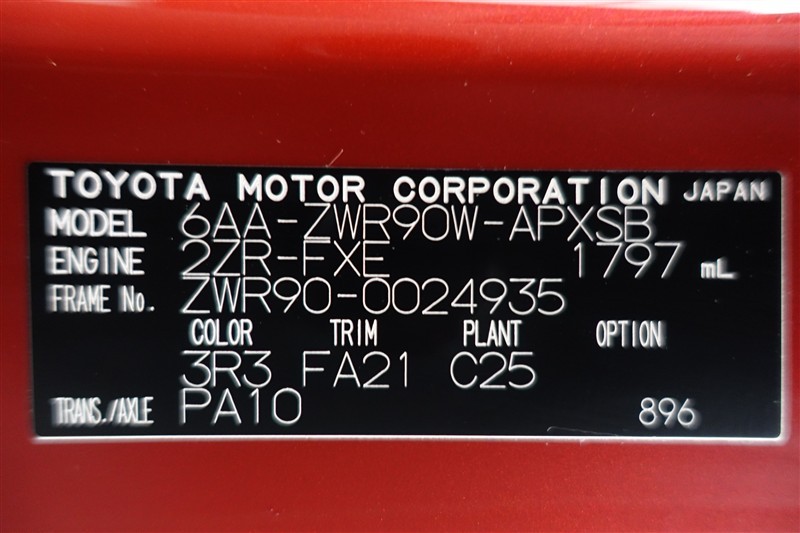 TOYOTA MOTOR CORPORATION JAPAN
MODEL 6AA-ZWR90W-APXSB
ENGINE 2ZR-FXE 1797 mL
FRAME No. ZWR90-0024935
COLOR TRIM PLANT OPTION
3R3 FA21 C25
TRANS./AXLE PA10 896